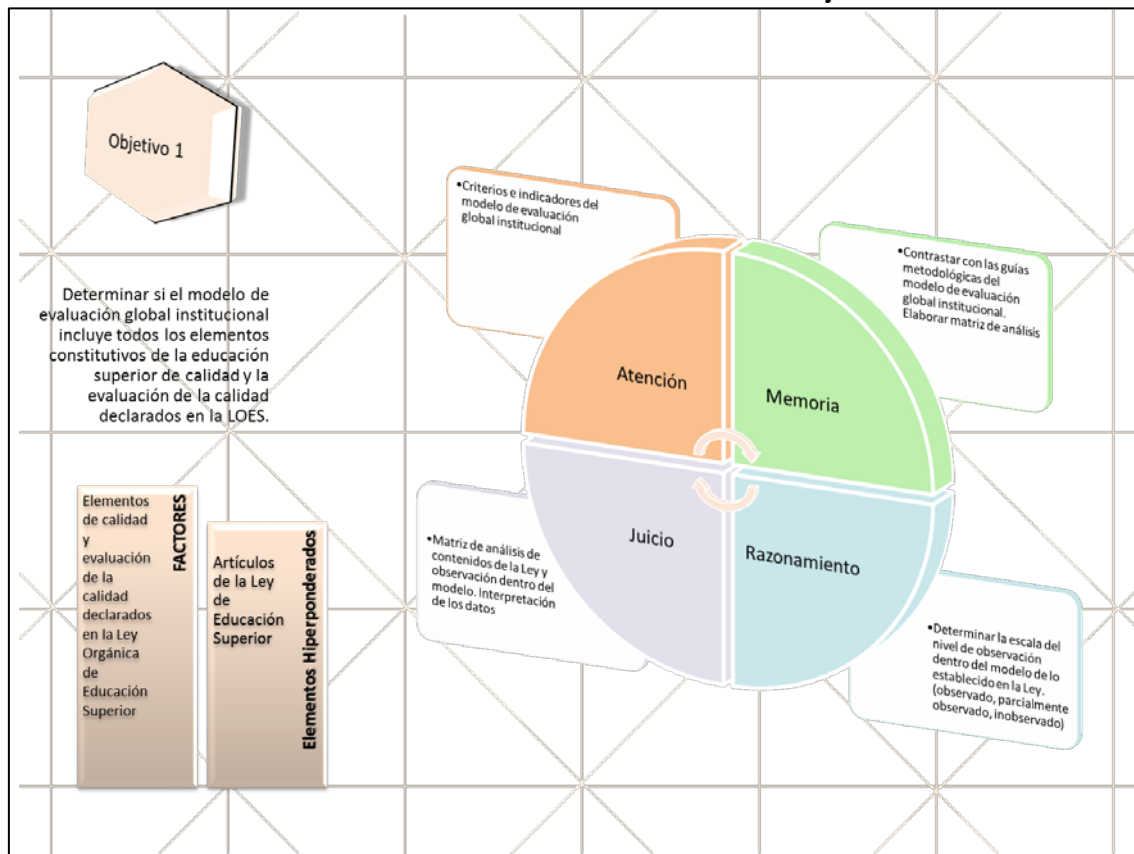 Objetivo 1
Determinar si el modelo de
evaluación global institucional
incluye todos los elementos
constitutivos de la educación
superior de calidad y la
evaluación de la calidad
declarados en la LOES.
Elementos
de calidad
y
evaluación
de la
calidad
declarados
en la Ley
Orgánica
de
Educación
Superior
FACTORES
Artículos
de la Ley
de
Educación
Superior
Elementos Hiperponderados
•Criterios e indicadores del
modelo de evaluación
global institucional
•Contrastar con las guías
metodológicas del
modelo de evaluación
global institucional.
Elaborar matriz de análisis
Atención
Memoria
Juicio
Razonamiento
•Matriz de análisis de
contenidos de la Ley y
observación dentro del
modelo. Interpretación
de los datos
•Determinar la escala del
nivel de observación
dentro del modelo de lo
establecido en la Ley.
(observado, parcialmente
observado, inobservado)